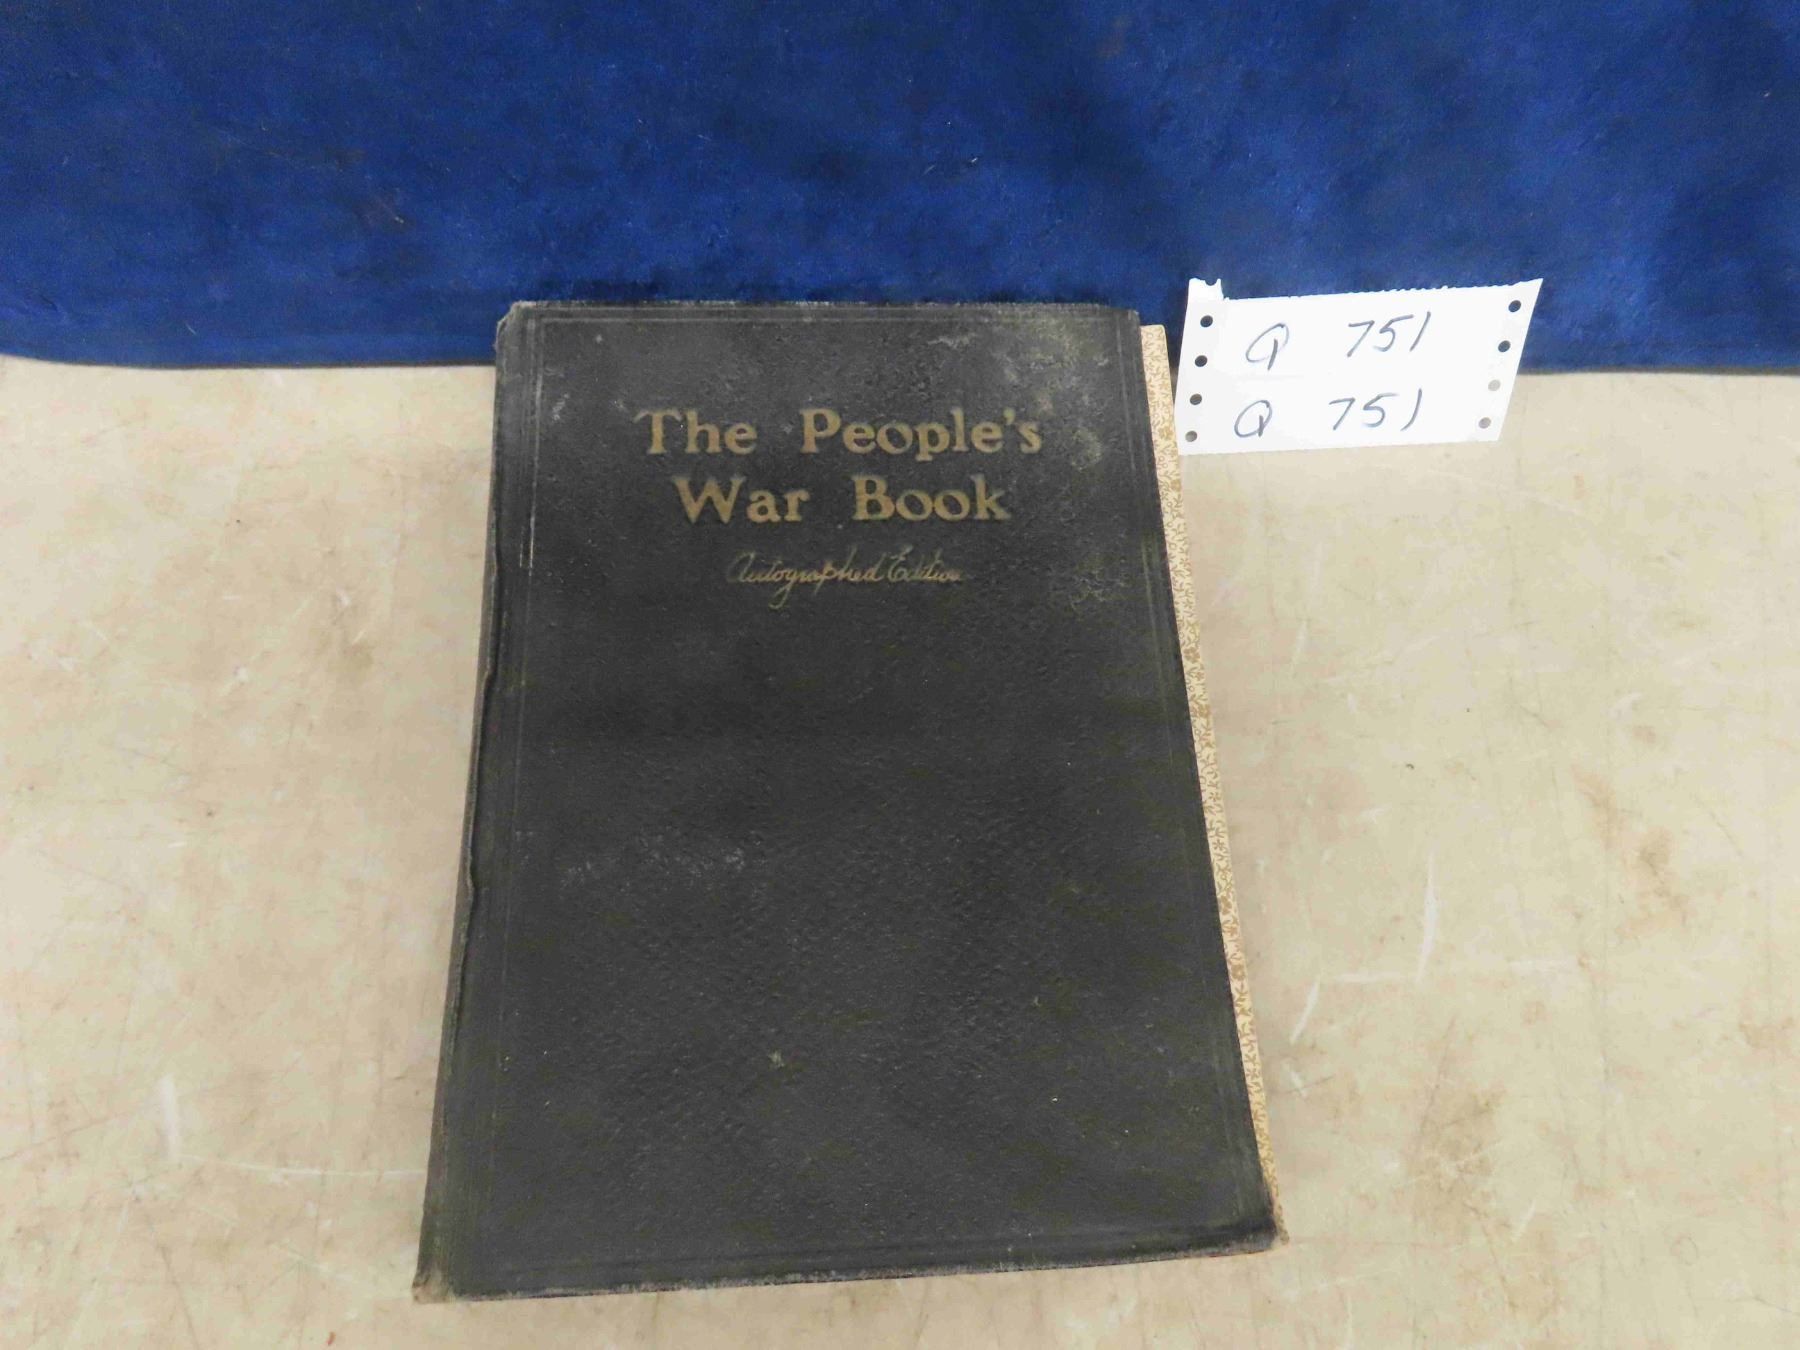 The People's
War Book
Autographed Edition
Q 751
Q 751